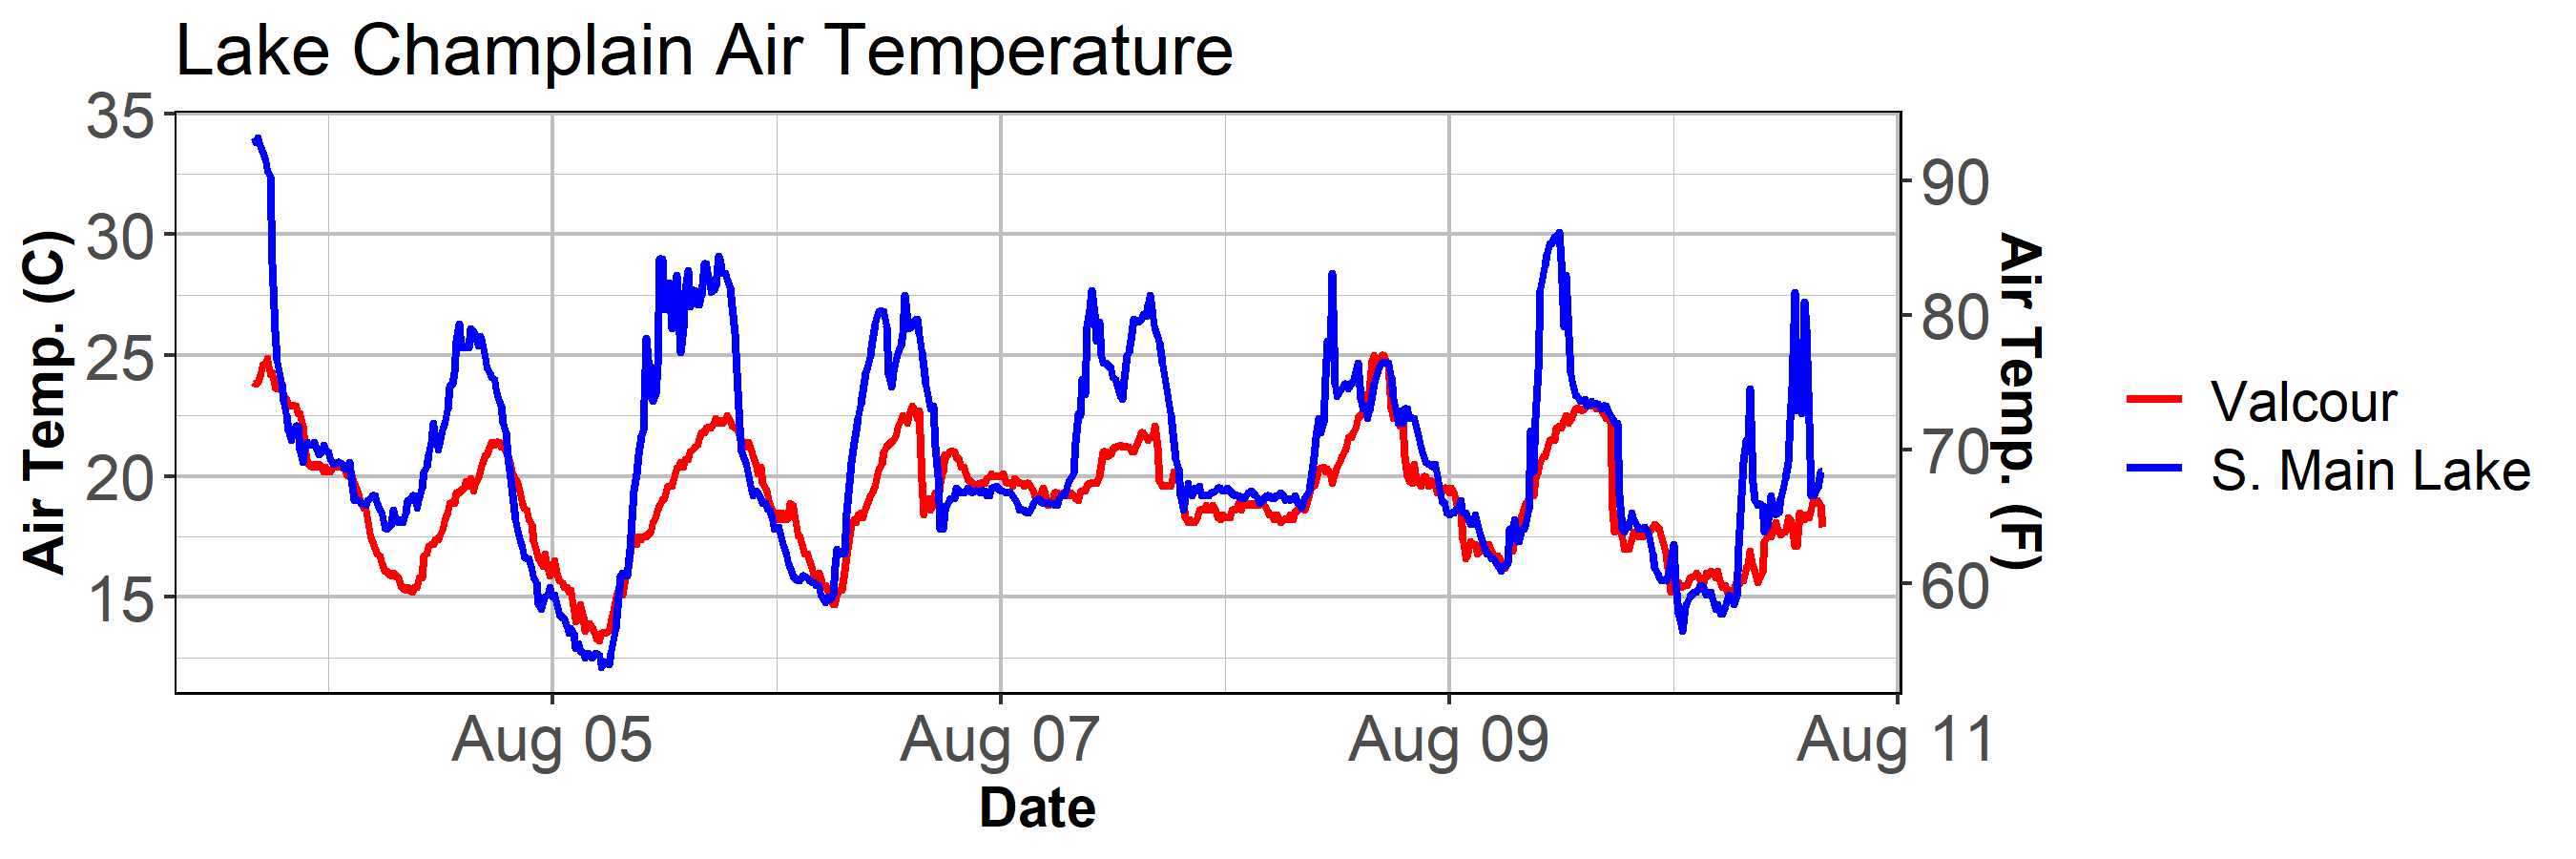 Lake Champlain Air Temperature
Air Temp. (C)
35
30
25
20
15
90
80
70
60
Air Temp. (F)
Aug 05 Aug 07 Aug 09 Aug 11
Date
Valcour
S. Main Lake